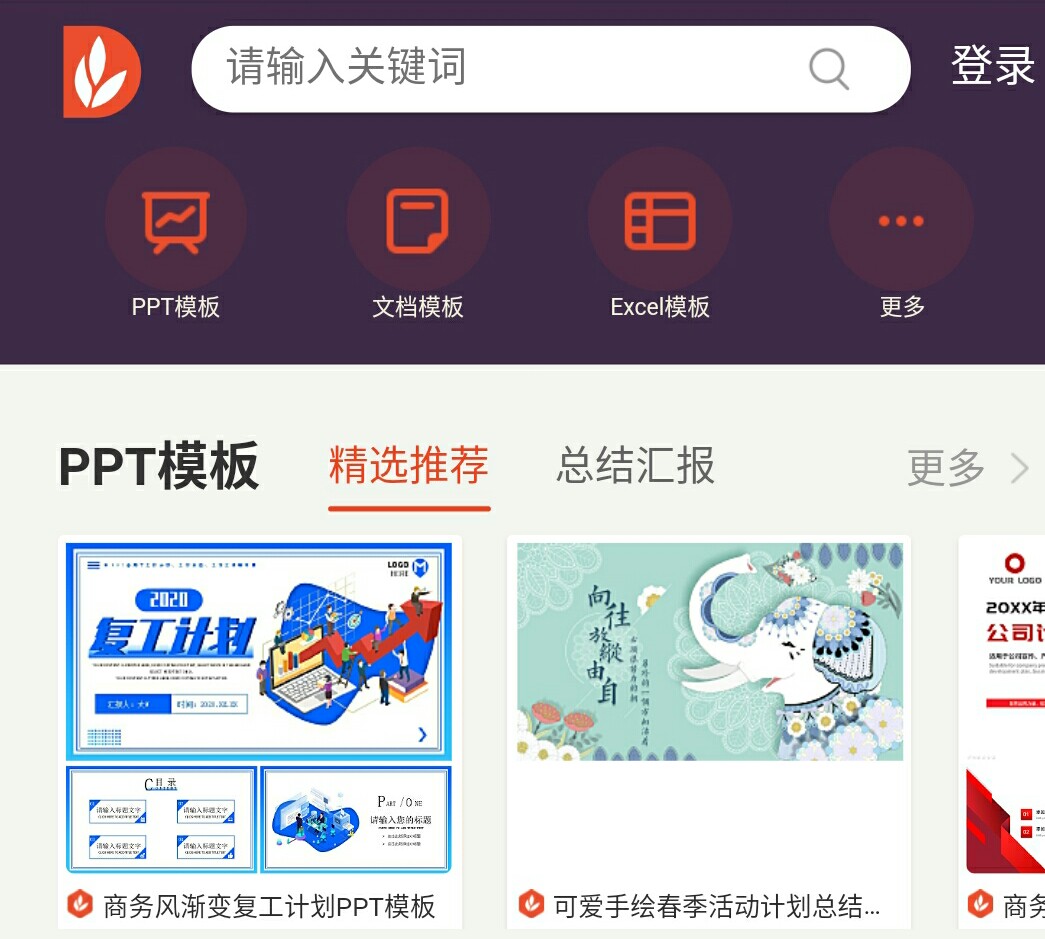 请输入关键词
登录
PPT模板
文档模板
Excel模板
更多
PPT模板
精选推荐
总结汇报
更多
LOGO
HERE
2020
复工计划
C目录
请输入标题文字
请输入标题文字
请输入标题文字
请输入标题文字
PART /ONE
请输入您的标题
商务风渐变复工计划PPT模板
向往
放縱
由自
可爱手绘春季活动计划总结...
YOUR LOGO
20XX年
公司计
01
02
商务